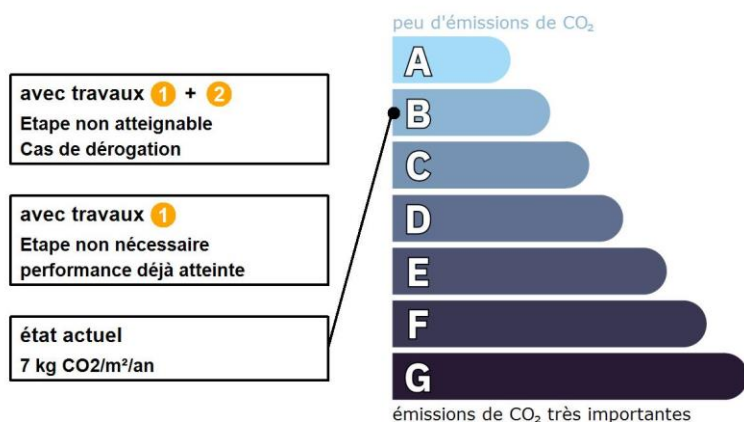 peu d'émissions de CO₂
avec travaux 1 + 2
Etape non atteignable
Cas de dérogation
avec travaux 1
Etape non nécessaire
performance déjà atteinte
état actuel
7 kg CO2/m²/an
A
B
C
D
E
F
G
émissions de CO₂ très importantes